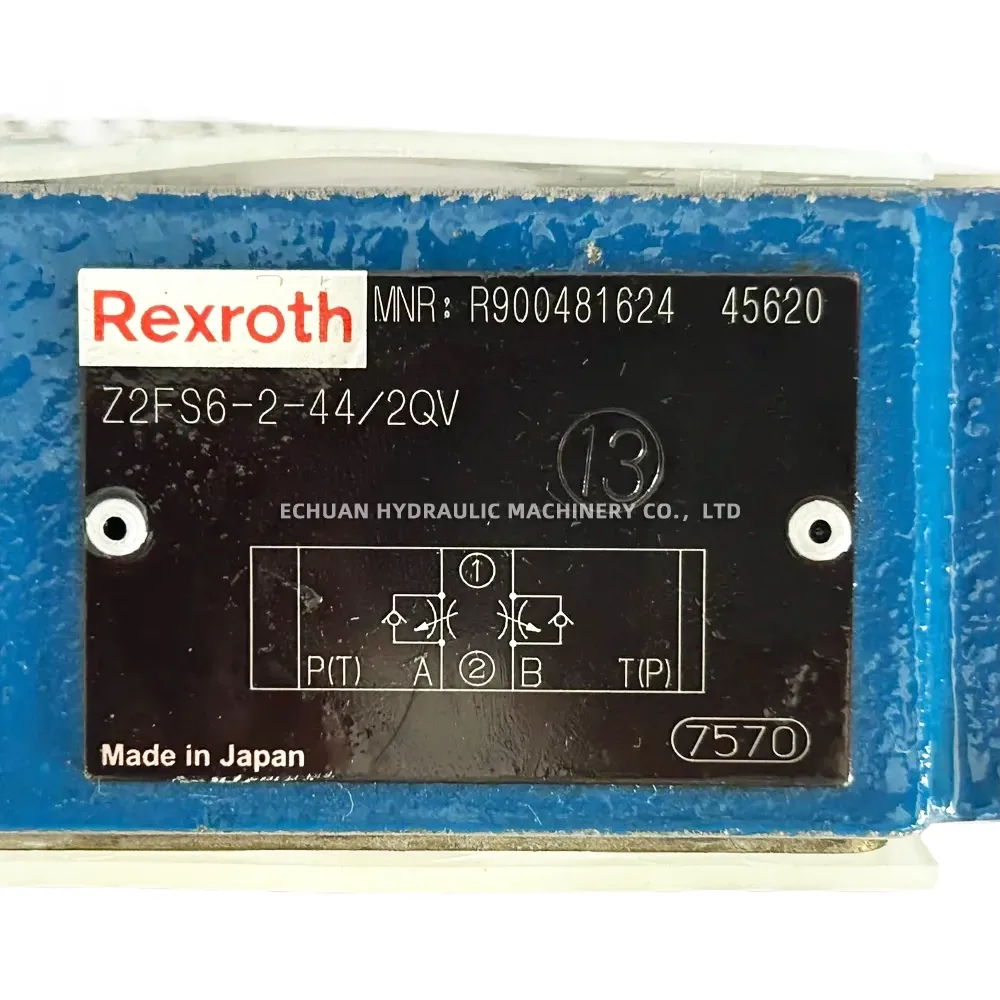 Rexroth MNR: R900481624 45620
Z2FS6-2-44/2QV
13
ECHUAN HYDRAULIC MACHINERY CO., LTD
1
P(T) A 2 B T(P)
7570
Made in Japan